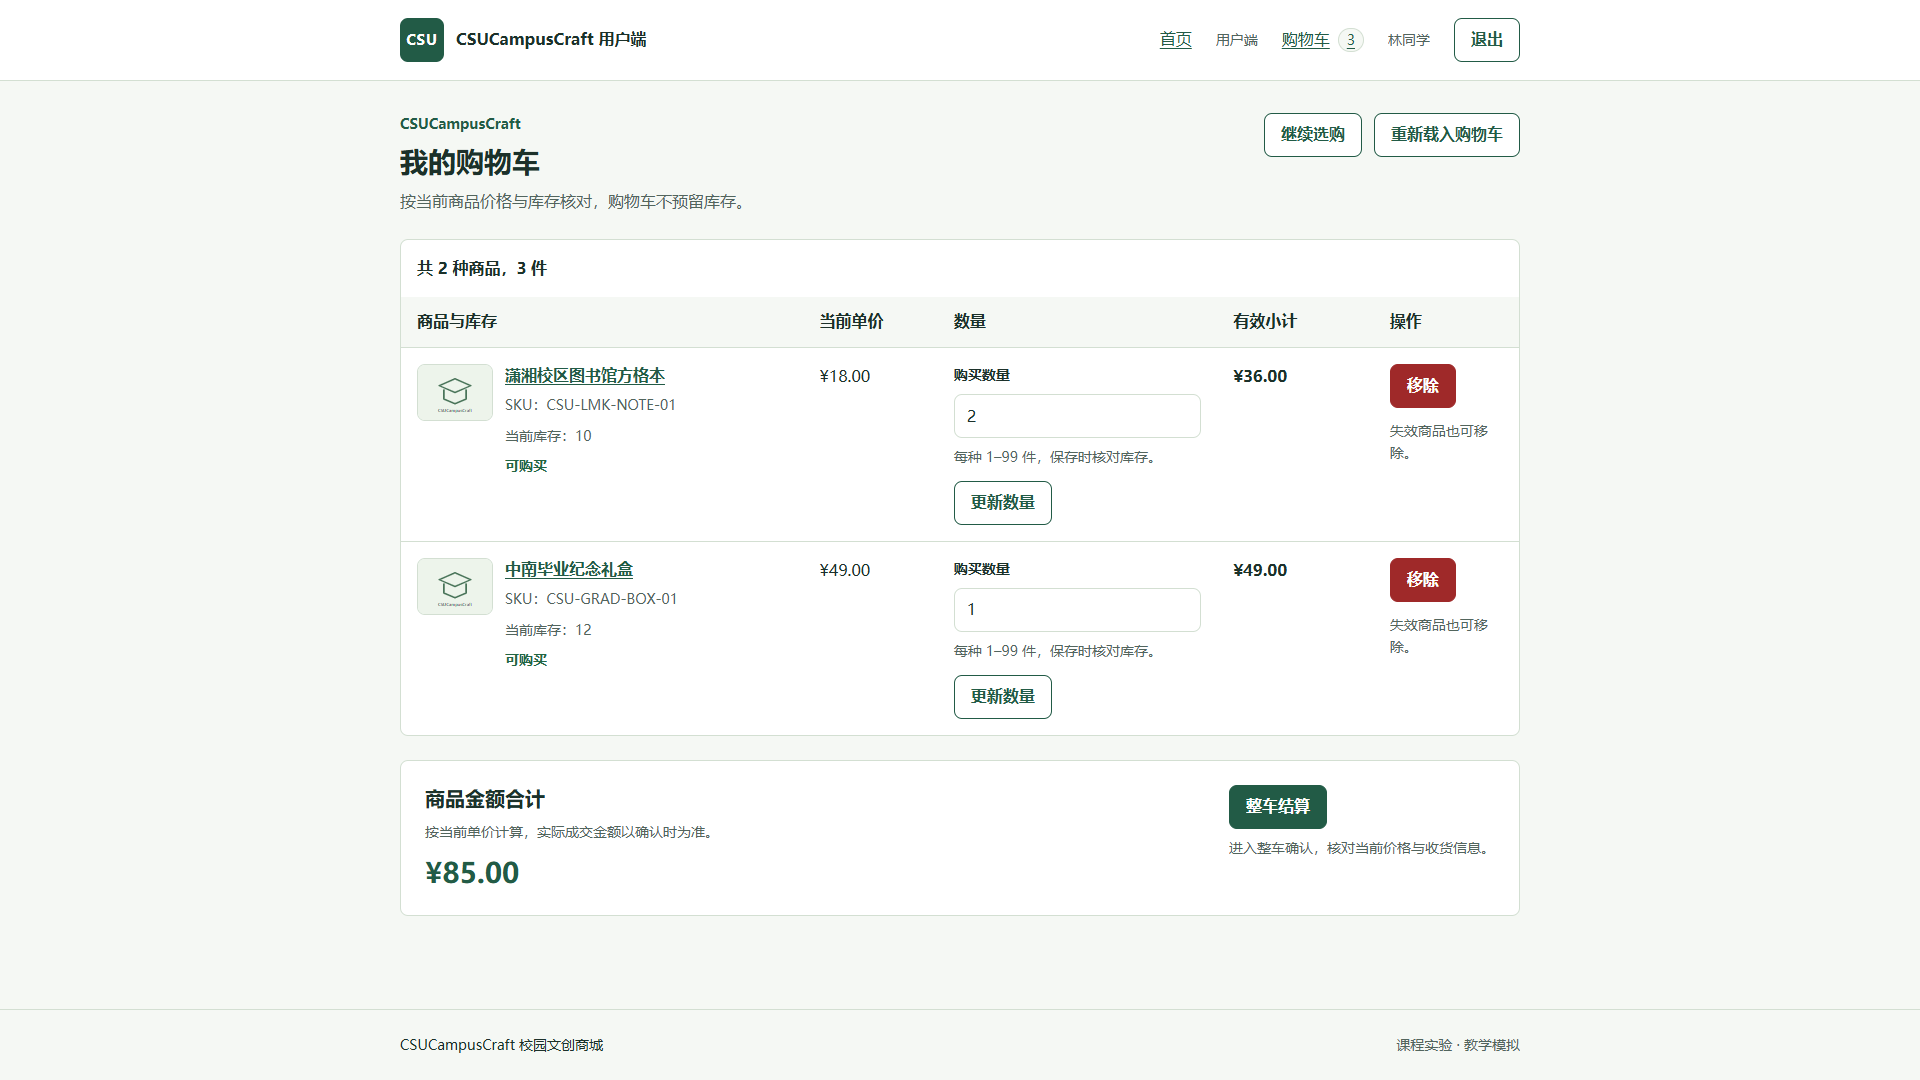 CSU CSUCampusCraft 用户端 首页 用户端 购物车 3 林同学 退出
CSUCampusCraft
我的购物车
按当前商品价格与库存核对，购物车不预留库存。
继续选购 重新载入购物车
共 2 种商品，3 件
商品与库存 当前单价 数量 有效小计 操作
CSUCampusCraft
潇湘校区图书馆方格本
SKU：CSU-LMK-NOTE-01
当前库存：10
可购买
¥18.00
购买数量
2
每种 1–99 件，保存时核对库存。
更新数量
¥36.00
移除
失效商品也可移
除。
CSUCampusCraft
中南毕业纪念礼盒
SKU：CSU-GRAD-BOX-01
当前库存：12
可购买
¥49.00
购买数量
1
每种 1–99 件，保存时核对库存。
更新数量
¥49.00
移除
失效商品也可移
除。
商品金额合计
按当前单价计算，实际成交金额以确认时为准。
¥85.00
整车结算
进入整车确认，核对当前价格与收货信息。
CSUCampusCraft 校园文创商城
课程实验 · 教学模拟